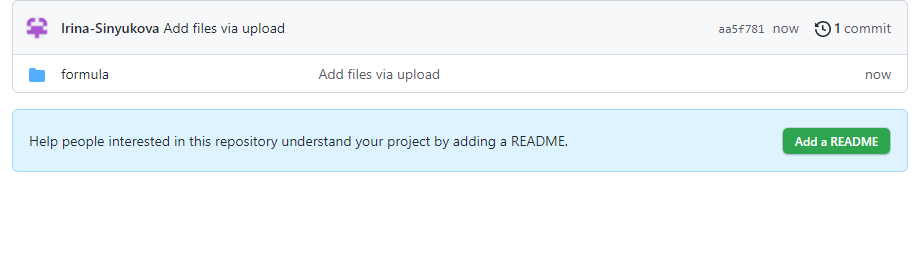 Irina-Sinyukova Add files via upload aa5f781 now 1 commit
formula Add files via upload now
Help people interested in this repository understand your project by adding a README. Add a README